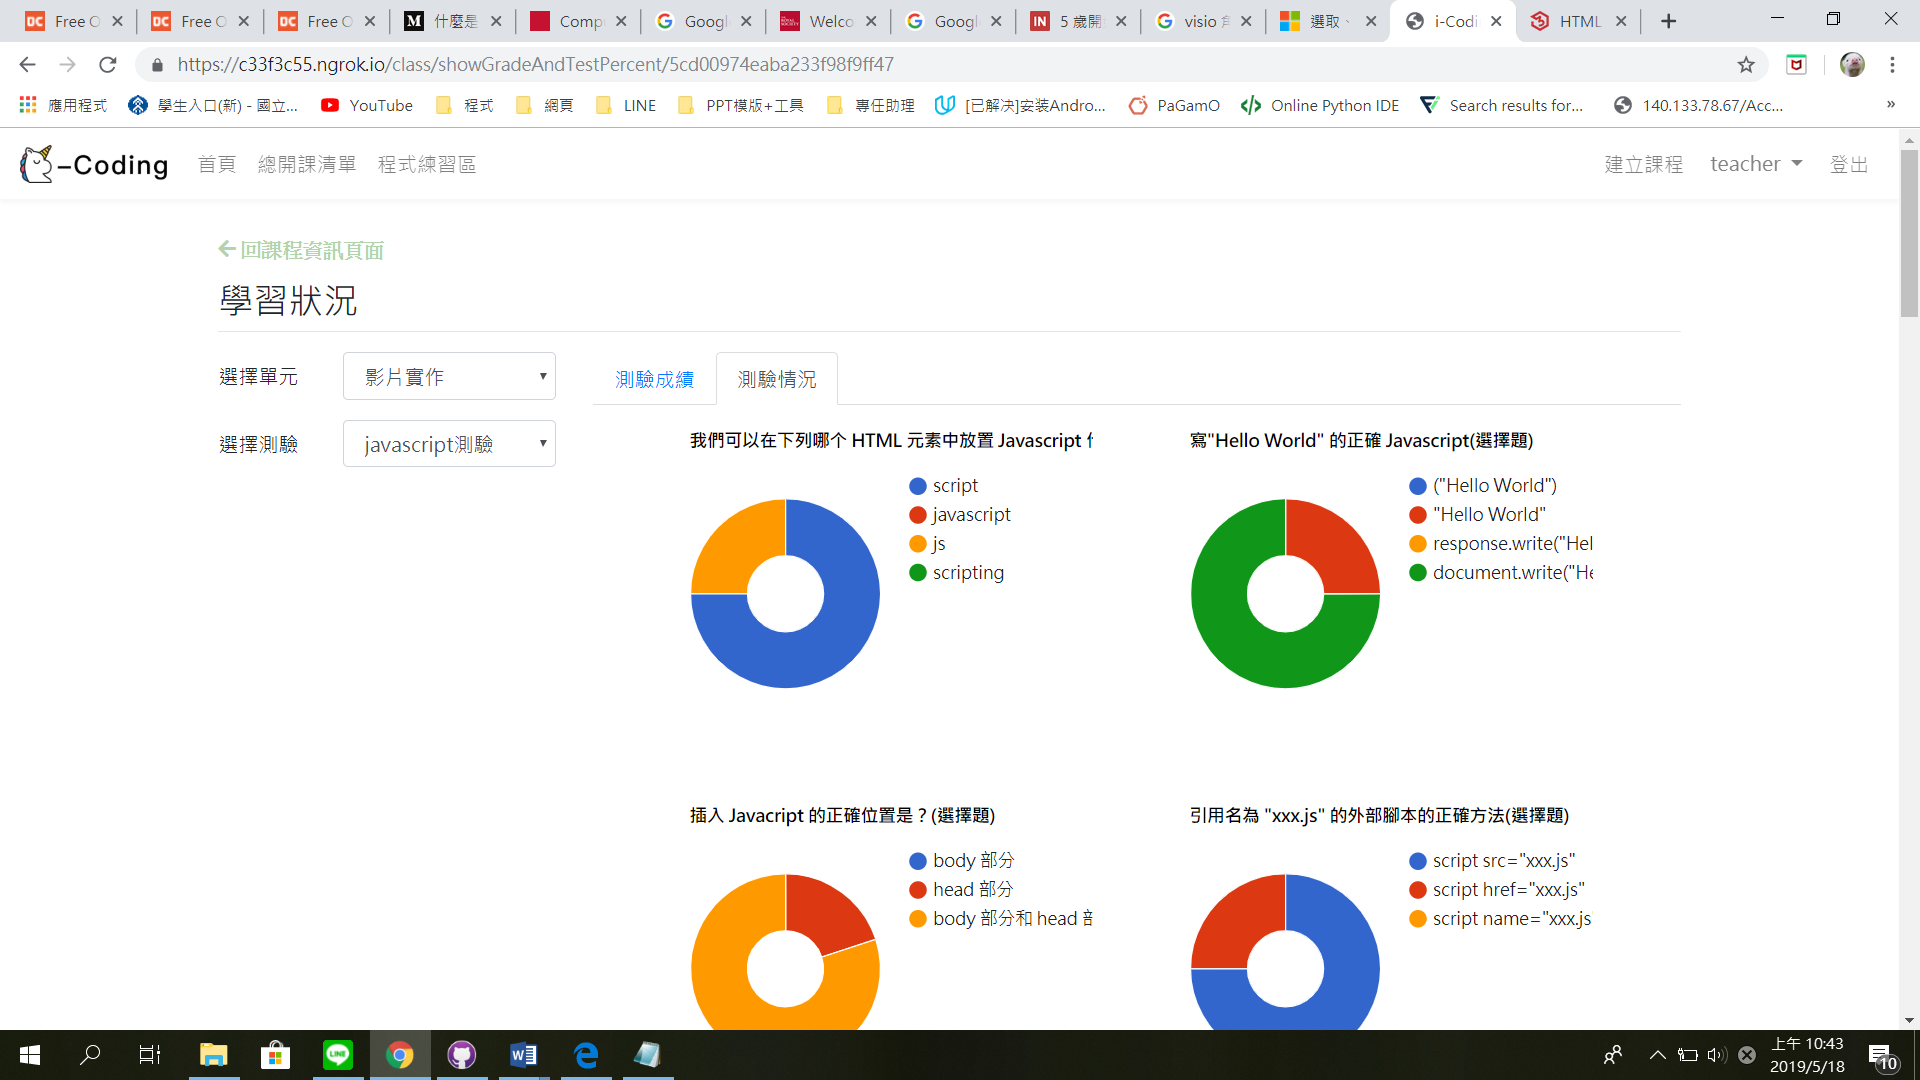 Free O
Free O
Free O
什麼是
Comp
Googl
Welco
Googl
5 歲開
visio 
選取、
i-Codi
HTML
https://c33f3c55.ngrok.io/class/showGradeAndTestPercent/5cd00974eaba233f98f9ff47
應用程式
學生入口(新) - 國立...
YouTube
程式
網頁
LINE
PPT模版+工具
專任助理
[已解決]安装Andro...
PaGamO
Online Python IDE
Search results for...
140.133.78.67/Acc...
»
-Coding
首頁
總開課清單
程式練習區
建立課程
teacher
登出
回課程資訊頁面
學習狀況
選擇單元
影片實作
選擇測驗
javascript測驗
測驗成績
測驗情況
我們可以在下列哪个 HTML 元素中放置 Javascript
script
javascript
js
scripting
寫"Hello World" 的正確 Javascript(選擇題)
("Hello World")
"Hello World"
response.write("Hel
document.write("He
插入 Javacript 的正確位置是？(選擇題)
body 部分
head 部分
body 部分和 head
引用名為 "xxx.js" 的外部腳本的正確方法(選擇題)
script src="xxx.js"
script href="xxx.js"
script name="xxx.js
上午 10:43
2019/5/18
10